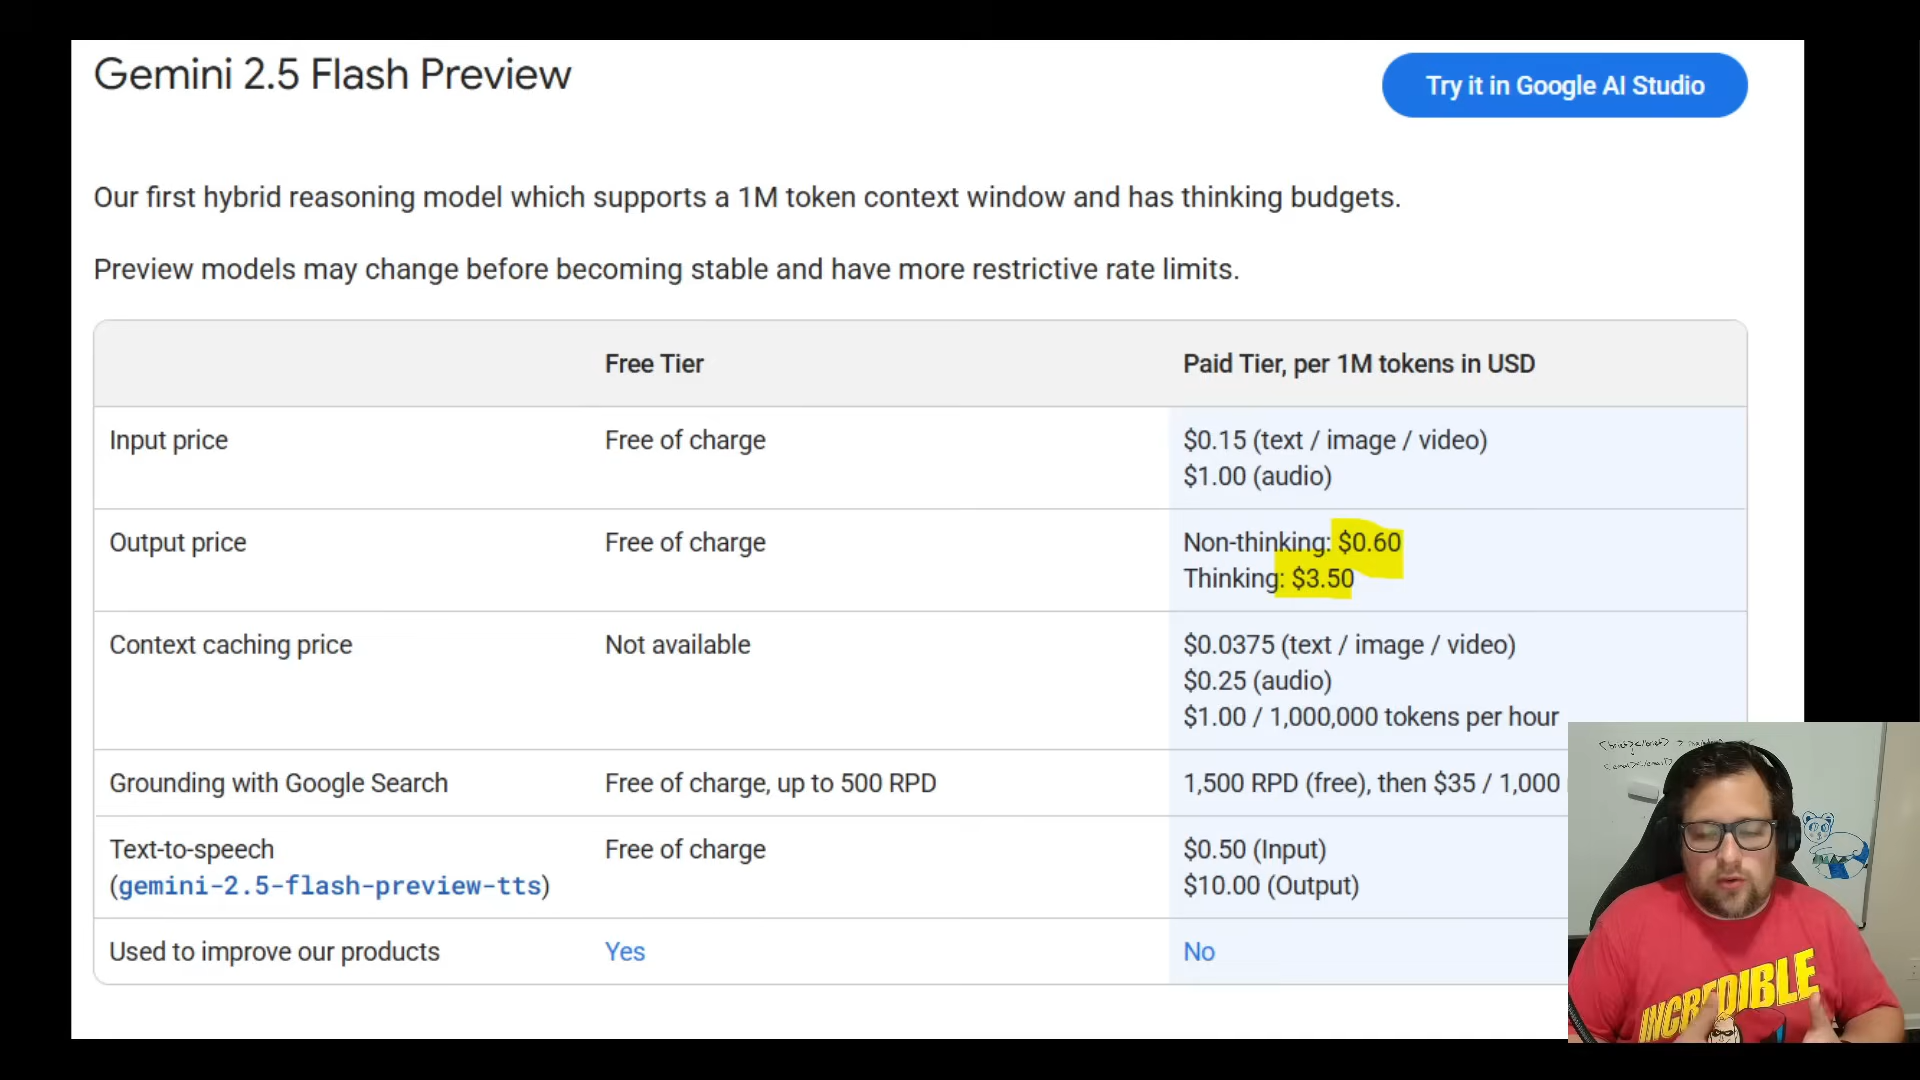 Gemini 2.5 Flash Preview
Try it in Google AI Studio
Our first hybrid reasoning model which supports a 1M token context window and has thinking budgets.
Preview models may change before becoming stable and have more restrictive rate limits.
Free Tier
Paid Tier, per 1M tokens in USD
Input price
Free of charge
$0.15 (text / image / video)
$1.00 (audio)
Output price
Free of charge
Non-thinking: $0.60
Thinking: $3.50
Context caching price
Not available
$0.0375 (text / image / video)
$0.25 (audio)
$1.00 / 1,000,000 tokens per hour
Grounding with Google Search
Free of charge, up to 500 RPD
1,500 RPD (free), then $35 / 1,000
Text-to-speech
(gemini-2.5-flash-preview-tts)
Free of charge
$0.50 (Input)
$10.00 (Output)
Used to improve our products
Yes
No
INCREDIBLE